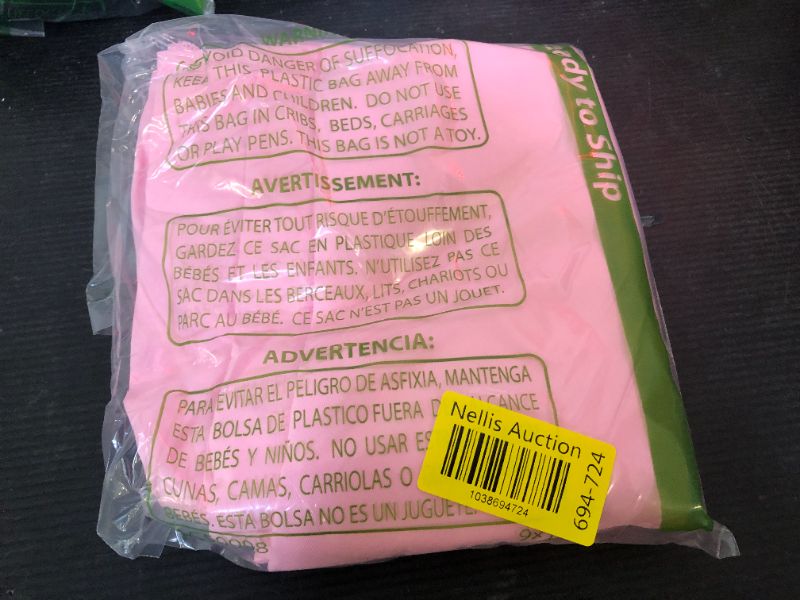 WARNI
AVOID DANGER OF SUFFOCATION,
KEEP THIS PLASTIC BAG AWAY FROM
BABIES AND CHILDREN. DO NOT USE
THIS BAG IN CRIBS, BEDS, CARRIAGES
OR PLAY PENS. THIS BAG IS NOT A TOY.
AVERTISSEMENT:
POUR ÉVITER TOUT RISQUE D'ÉTOUFFEMENT,
GARDEZ CE SAC EN PLASTIQUE LOIN DES
BÉBÉS ET LES ENFANTS. N'UTILISEZ PAS CE
SAC DANS LES BERCEAUX, LITS, CHARIOTS OU
PARC AU BÉBÉ. CE SAC N'EST PAS UN JOUET.
ADVERTENCIA:
PARA EVITAR EL PELIGRO DE ASFIXIA, MANTENGA
ESTA BOLSA DE PLASTICO FUERA DEL ALCANCE
DE BEBÉS Y NIÑOS. NO USAR ES
CUNAS, CAMAS, CARRIOLAS O
BEBÉS. ESTA BOLSA NO ES UN JUGUETE
ady to Ship
Nellis Auction
1038694724
694-724